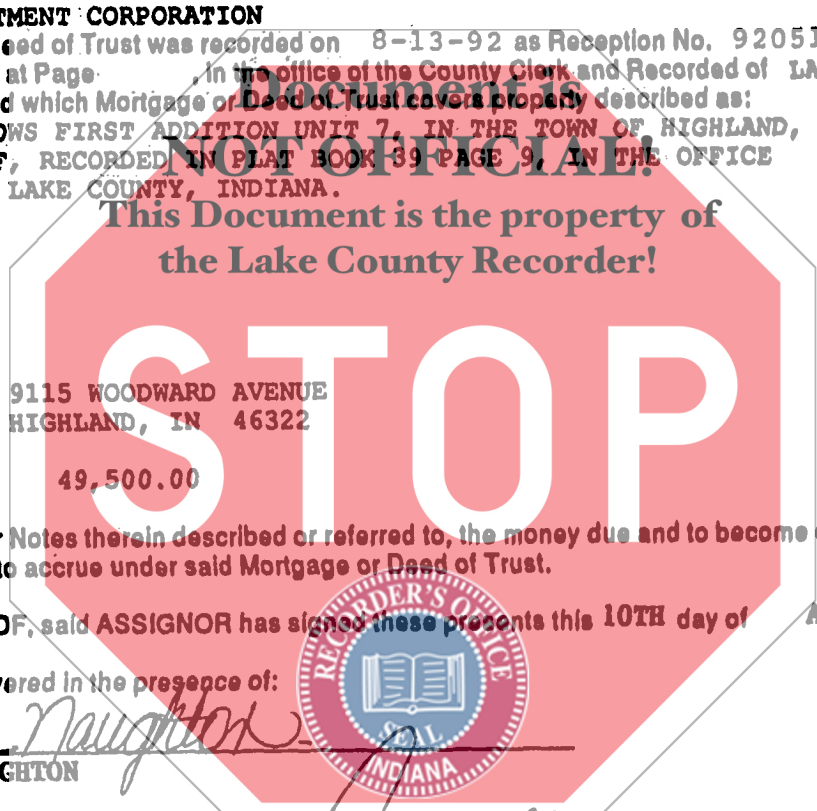 TMENT CORPORATION
eed of Trust was recorded on 8-13-92 as Reception No. 92051
at Page , in the office of the County Clerk and Recorded of LA
d which Mortgage or Deed of Trust covers property described as:
Document is
OWS FIRST ADDITION UNIT 7, IN THE TOWN OF HIGHLAND,
NOT OFFICIAL!
F, RECORDED IN PLAT BOOK 39 PAGE 9, IN THE OFFICE
LAKE COUNTY, INDIANA.
This Document is the property of
the Lake County Recorder!
STOP
9115 WOODWARD AVENUE
HIGHLAND, IN 46322
49,500.00
r Notes therein described or referred to, the money due and to become
to accrue under said Mortgage or Deed of Trust.
OF, said ASSIGNOR has signed these presents this 10TH day of A
vered in the presence of:
RECORDER'S OFFICE
SEAL
INDIANA
Naughton
GHTON